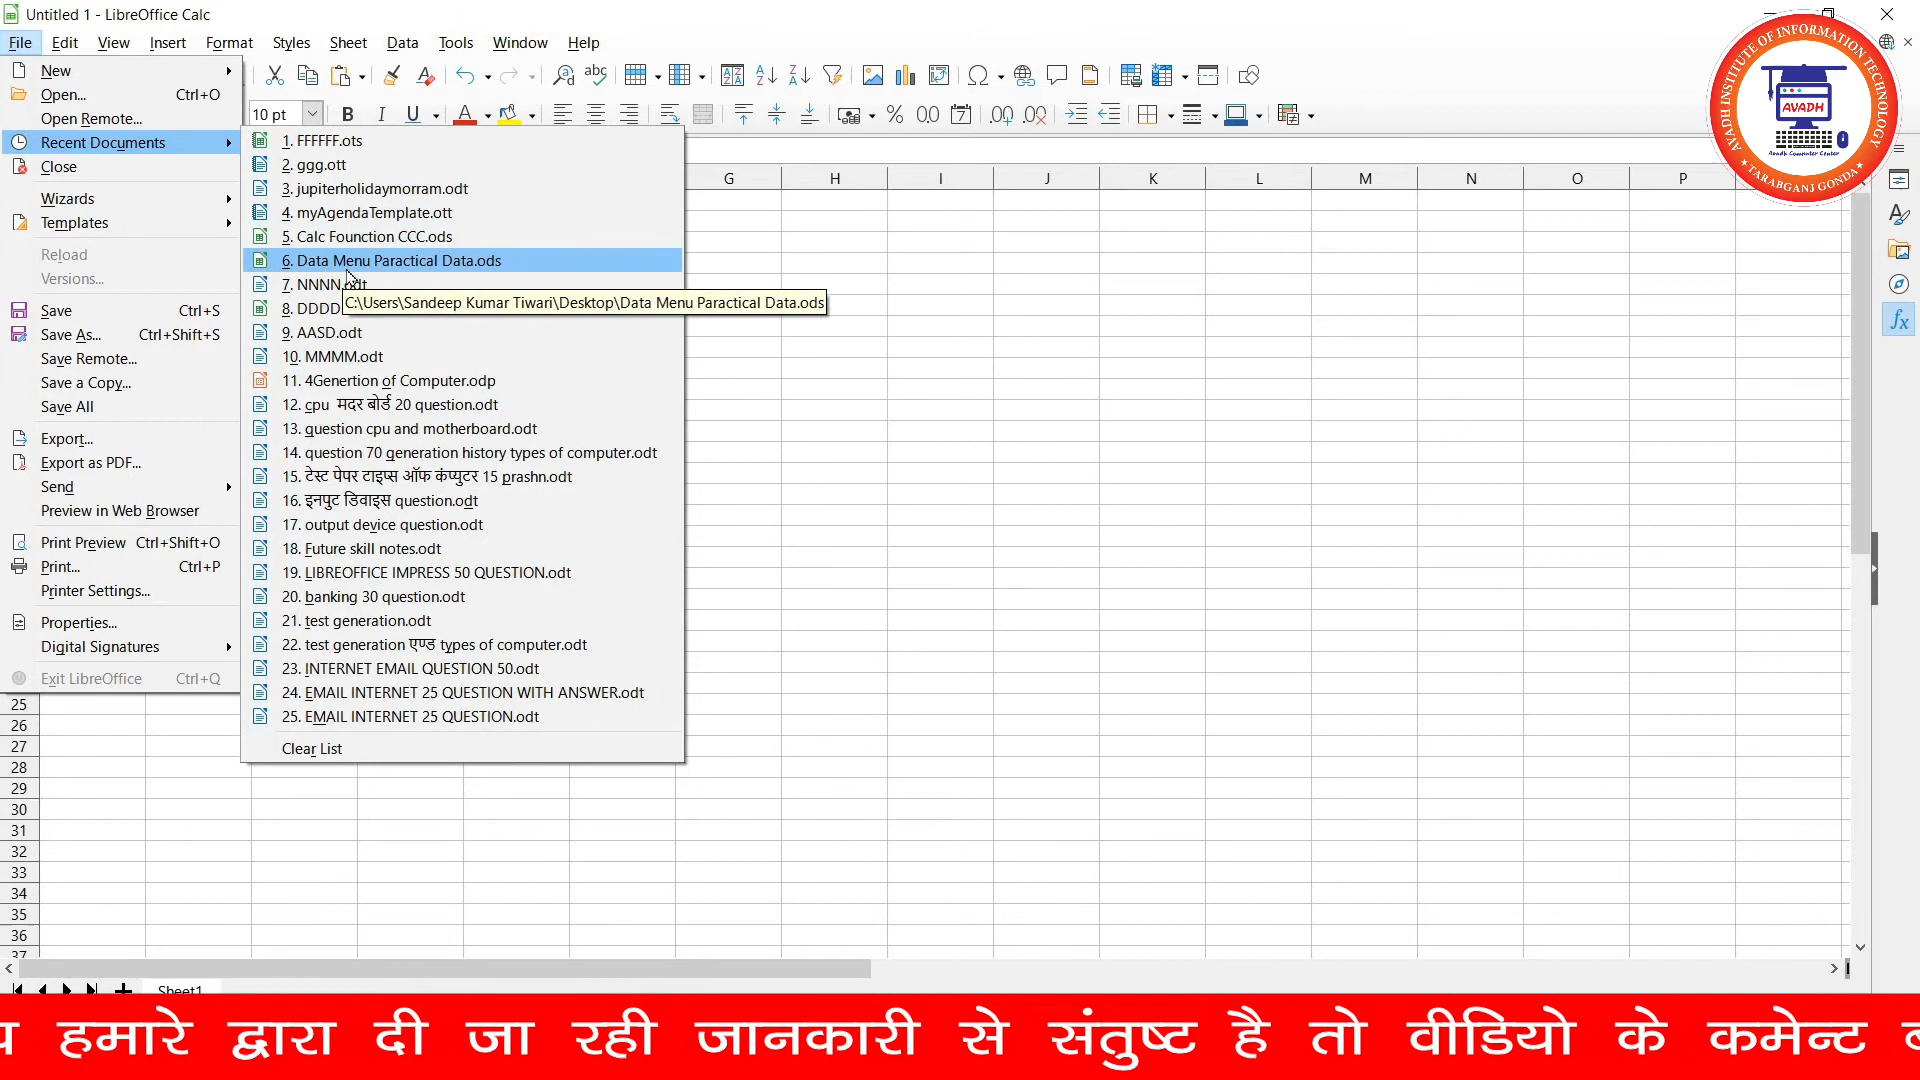 Untitled 1 - LibreOffice Calc
File Edit View Insert Format Styles Sheet Data Tools Window Help
New
Open... Ctrl+O
Open Remote...
Recent Documents
Close
Wizards
Templates
Reload
Versions...
Save Ctrl+S
Save As... Ctrl+Shift+S
Save Remote...
Save a Copy...
Save All
Export...
Export as PDF...
Send
Preview in Web Browser
Print Preview Ctrl+Shift+O
Print... Ctrl+P
Printer Settings...
Properties...
Digital Signatures
Exit LibreOffice Ctrl+Q
10 pt
1. FFFFFF.ots
2. ggg.ott
3. jupiterholidaymorram.odt
4. myAgendaTemplate.ott
5. Calc Founction CCC.ods
6. Data Menu Paractical Data.ods
7. NNNN.odt
C:\Users\Sandeep Kumar Tiwari\Desktop\Data Menu Paractical Data.ods
8. DDDD
9. AASD.odt
10. MMMM.odt
11. 4Genertion of Computer.odp
12. cpu मदर बोर्ड 20 question.odt
13. question cpu and motherboard.odt
14. question 70 generation history types of computer.odt
15. टेस्ट पेपर टाइप्स ऑफ कंप्युटर 15 prashn.odt
16. इनपुट डिवाइस question.odt
17. output device question.odt
18. Future skill notes.odt
19. LIBREOFFICE IMPRESS 50 QUESTION.odt
20. banking 30 question.odt
21. test generation.odt
22. test generation एण्ड types of computer.odt
23. INTERNET EMAIL QUESTION 50.odt
24. EMAIL INTERNET 25 QUESTION WITH ANSWER.odt
25. EMAIL INTERNET 25 QUESTION.odt
Clear List
G H I J K L M N O P
25
26
27
28
29
30
31
32
33
34
35
36
37
Sheet1
AVADH INSTITUTE OF INFORMATION TECHNOLOGY
AVADH
Avadh Computer Center
TARABGANJ GONDA
हमारे द्वारा दी जा रही जानकारी से संतुष्ट है तो वीडियो के कमेन्ट